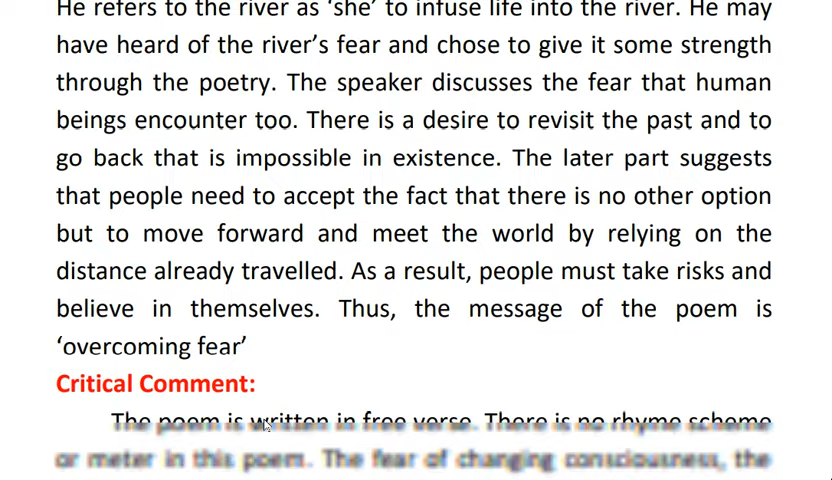 He refers to the river as ‘she’ to infuse life into the river. He may
have heard of the river’s fear and chose to give it some strength
through the poetry. The speaker discusses the fear that human
beings encounter too. There is a desire to revisit the past and to
go back that is impossible in existence. The later part suggests
that people need to accept the fact that there is no other option
but to move forward and meet the world by relying on the
distance already travelled. As a result, people must take risks and
believe in themselves. Thus, the message of the poem is
‘overcoming fear’
Critical Comment:
The poem is written in free verse. There is no rhyme scheme
or meter in this poem. The fear of changing consciousness, the